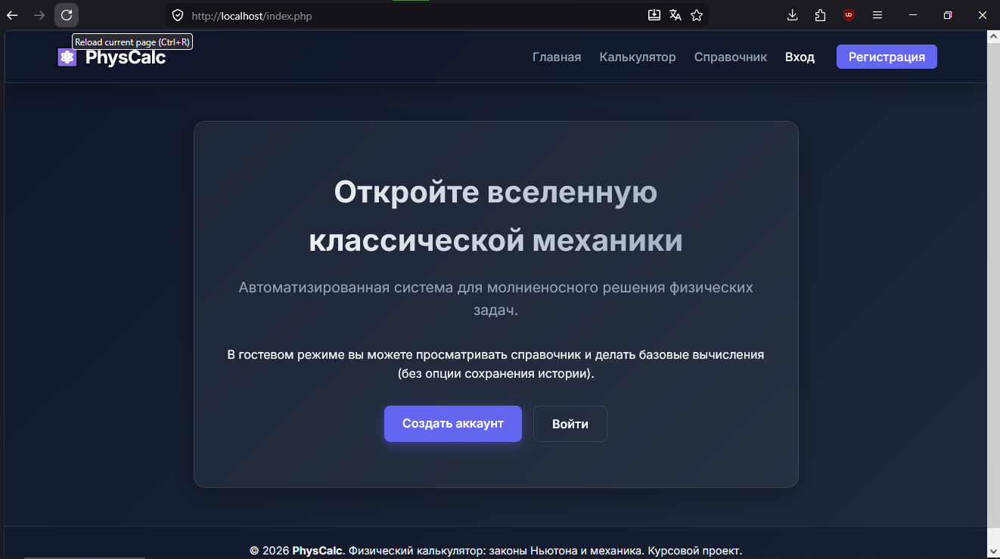 http://localhost/index.php
Reload current page (Ctrl+R)
PhysCalc
Главная Калькулятор Справочник Вход Регистрация
Откройте вселенную
классической механики
Автоматизированная система для молниеносного решения физических
задач.
В гостевом режиме вы можете просматривать справочник и делать базовые вычисления
(без опции сохранения истории).
Создать аккаунт Войти
© 2026 PhysCalc. Физический калькулятор: законы Ньютона и механика. Курсовой проект.